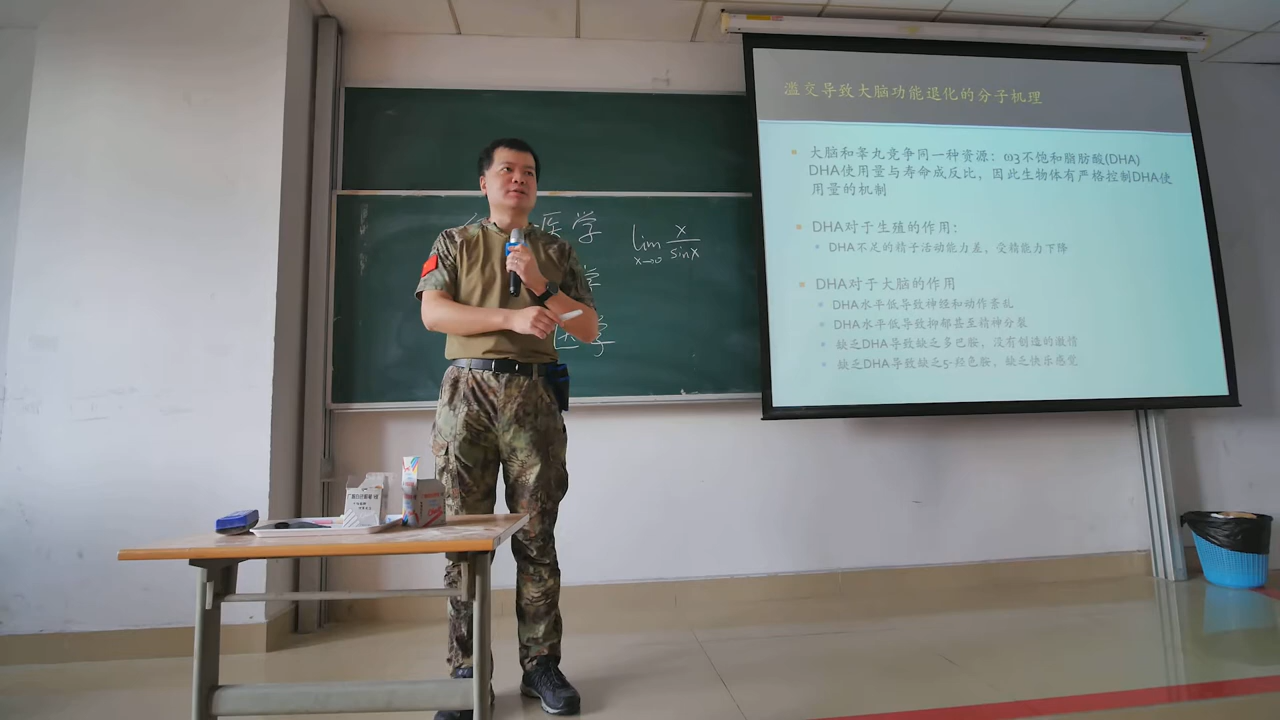 医学
学
医学
lim x/sinx
x→0
滥交导致大脑功能退化的分子机理
大脑和睾丸竞争同一种资源：ω3不饱和脂肪酸(DHA)
DHA使用量与寿命成反比，因此生物体有严格控制DHA使
用量的机制
DHA对于生殖的作用：
DHA不足的精子活动能力差，受精能力下降
DHA对于大脑的作用
DHA水平低导致神经和动作紊乱
DHA水平低导致抑郁甚至精神分裂
缺乏DHA导致缺乏多巴胺，没有创造的激情
缺乏DHA导致缺乏5-羟色胺，缺乏快乐感觉